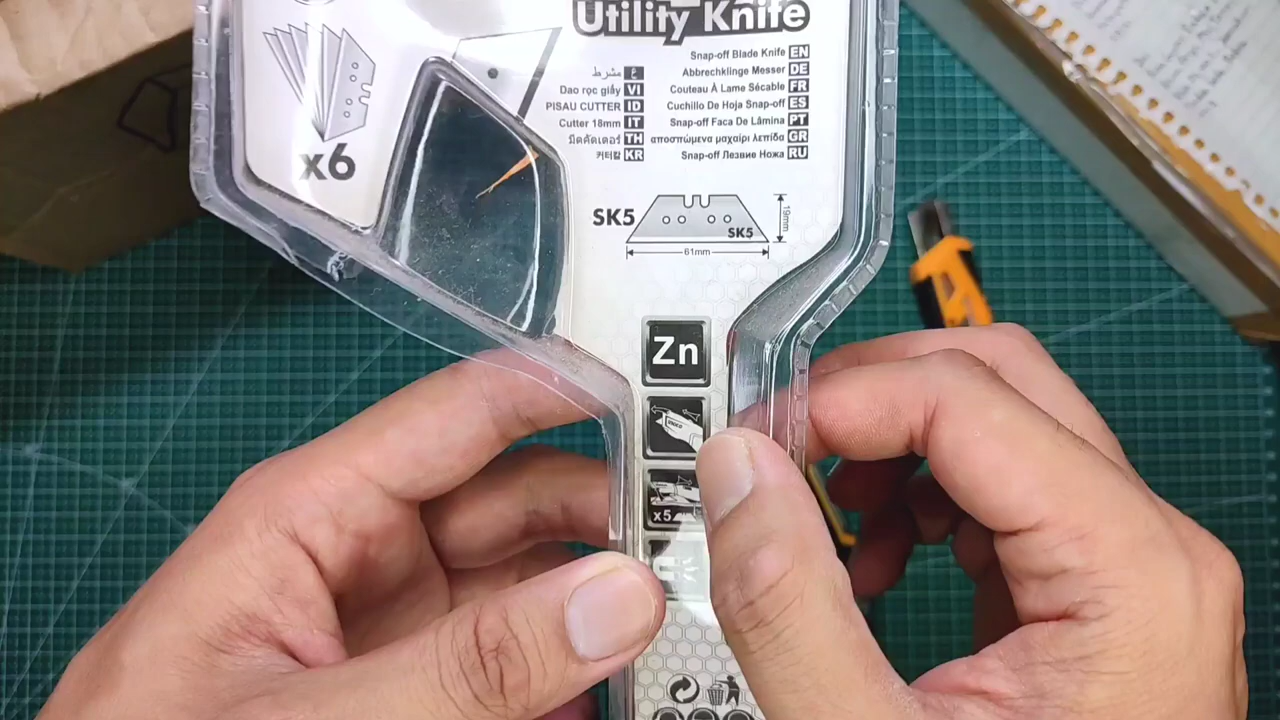 Utility Knife
Snap-off Blade Knife EN
Abbrechklinge Messer DE
Couteau À Lame Sécable FR
Cuchillo De Hoja Snap-off ES
Snap-off Faca De Lâmina PT
αποσπώμενα μαχαίρι λεπίδα GR
Snap-off Лезвие Ножа RU
مشرط ع
Dao rọc giấy VI
PISAU CUTTER ID
Cutter 18mm IT
มีดคัตเตอร์ TH
커터칼 KR
x6
SK5
SK5
19mm
61mm
Zn
x5